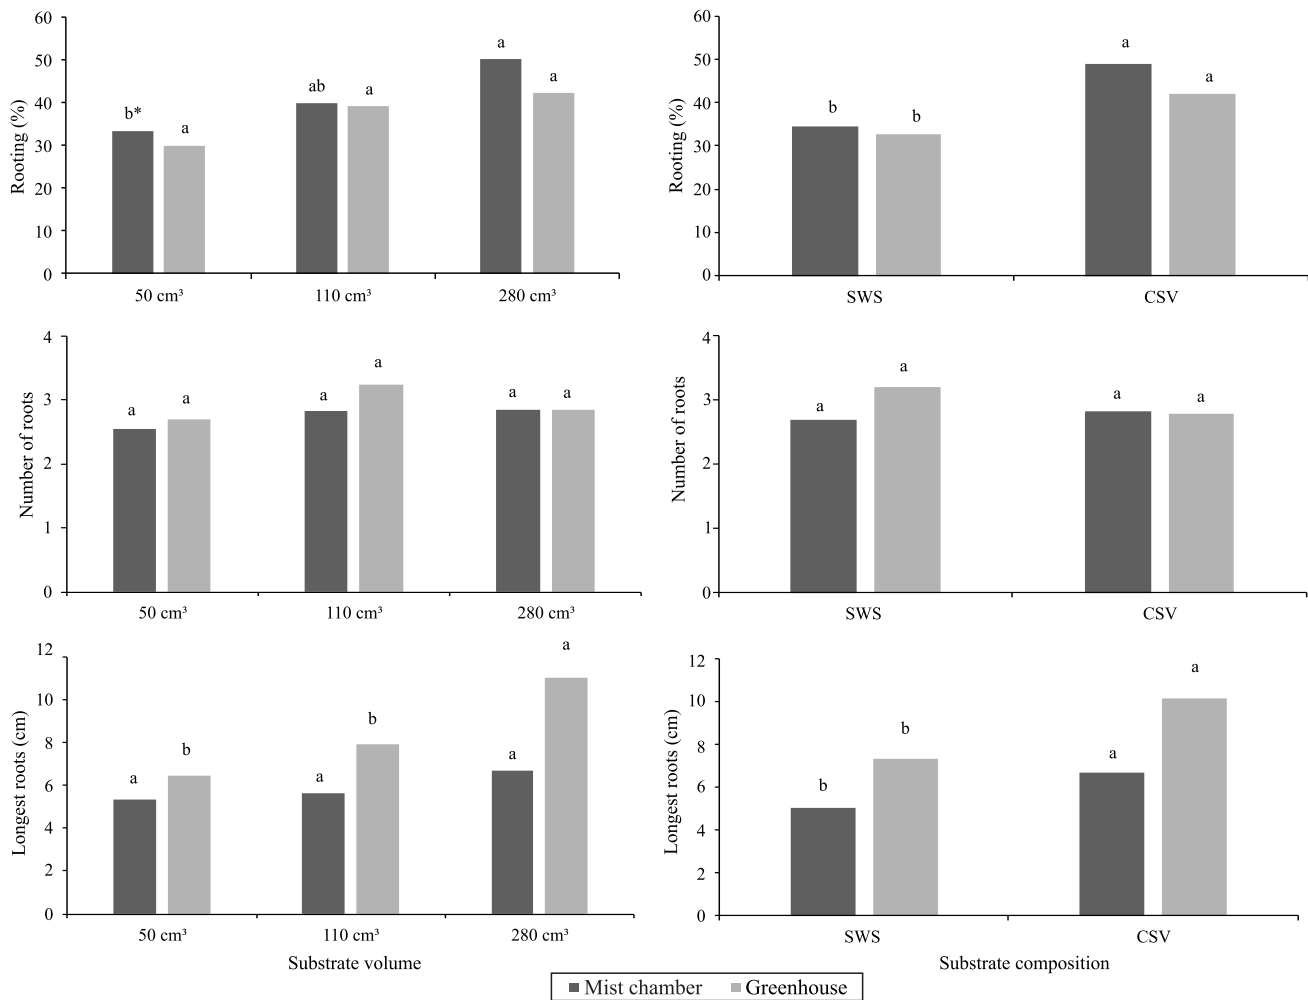 60
50
40
30
20
10
0
Rooting (%)
b* a ab a a a
50 cm³ 110 cm³ 280 cm³
60
50
40
30
20
10
0
Rooting (%)
b b a a
SWS CSV
4
3
2
1
0
Number of roots
a a a a a a
50 cm³ 110 cm³ 280 cm³
4
3
2
1
0
Number of roots
a a a a
SWS CSV
12
10
8
6
4
2
0
Longest roots (cm)
a b a b a a
50 cm³ 110 cm³ 280 cm³
Substrate volume
12
10
8
6
4
2
0
Longest roots (cm)
b b a a
SWS CSV
Substrate composition
Mist chamber Greenhouse